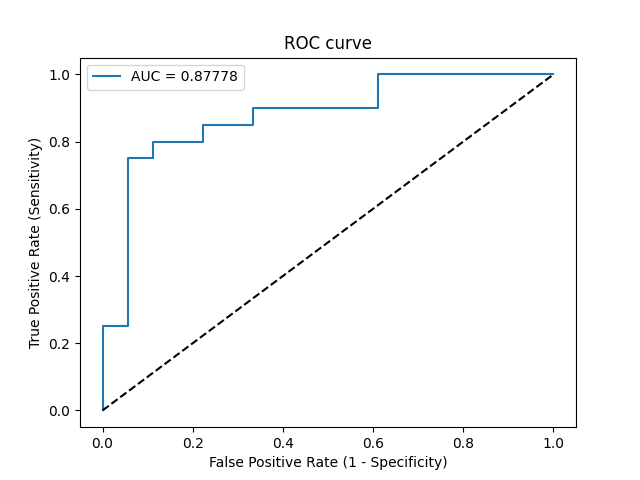 ROC curve
AUC = 0.87778
True Positive Rate (Sensitivity)
1.0
0.8
0.6
0.4
0.2
0.0
0.0 0.2 0.4 0.6 0.8 1.0
False Positive Rate (1 - Specificity)